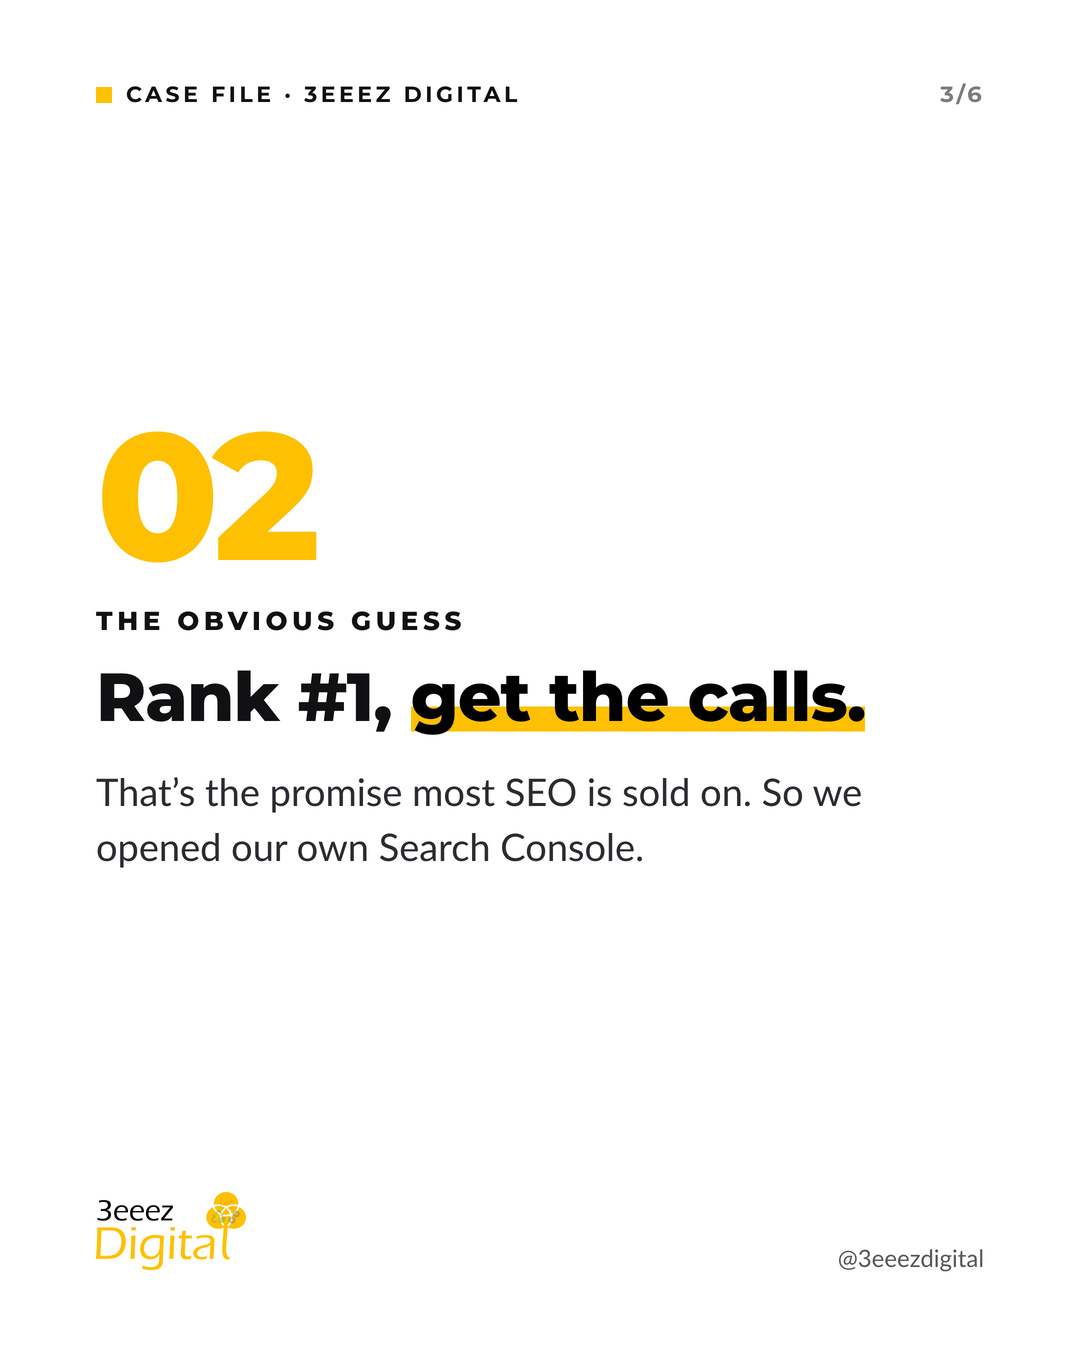 CASE FILE · 3EEEZ DIGITAL
3/6
02
THE OBVIOUS GUESS
Rank #1, get the calls.
That’s the promise most SEO is sold on. So we
opened our own Search Console.
3eeez
Digital
@3eeezdigital